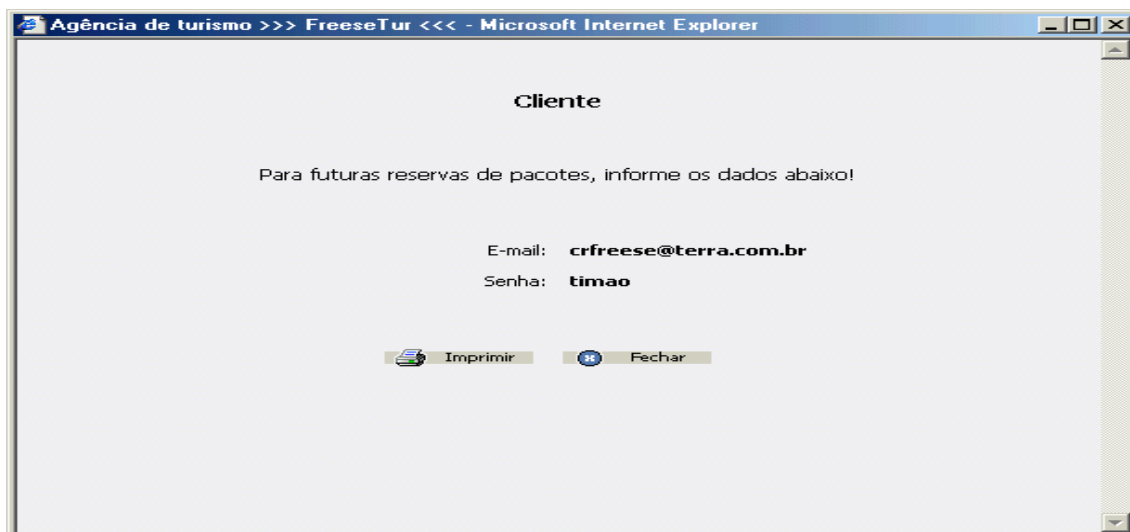 Agência de turismo >>> FreeseTur <<< - Microsoft Internet Explorer
Cliente
Para futuras reservas de pacotes, informe os dados abaixo!
E-mail: crfreese@terra.com.br
Senha: timao
Imprimir Fechar